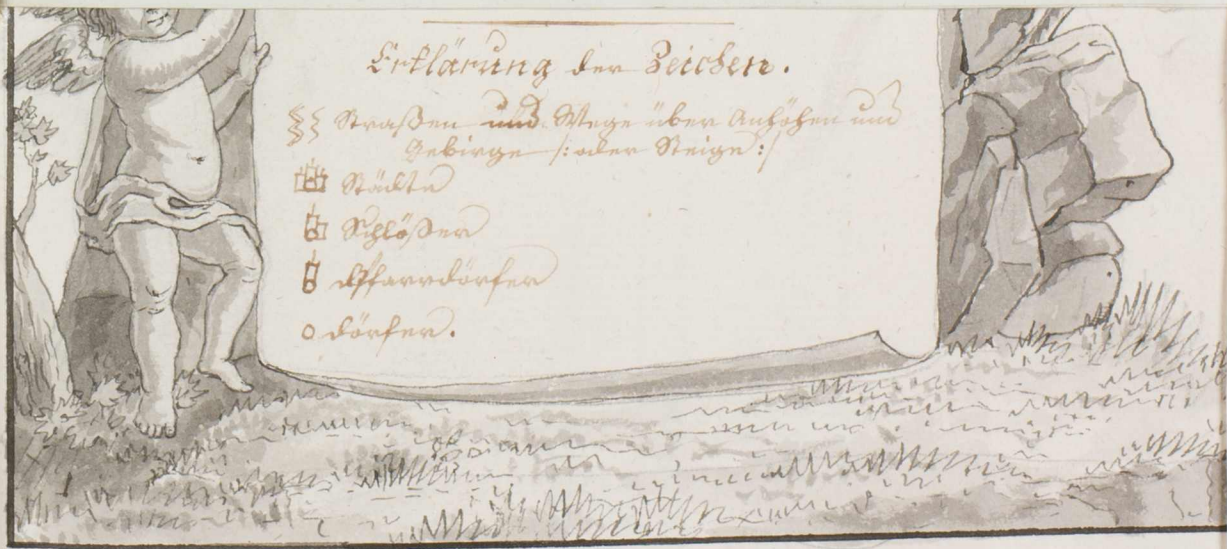 Erklärung der Zeichen.
Straßen und Wege über Anhöhen und
Gebirge /: oder Steige :/
Städte
Schlößer
Pfarrdörfer
dörfer.